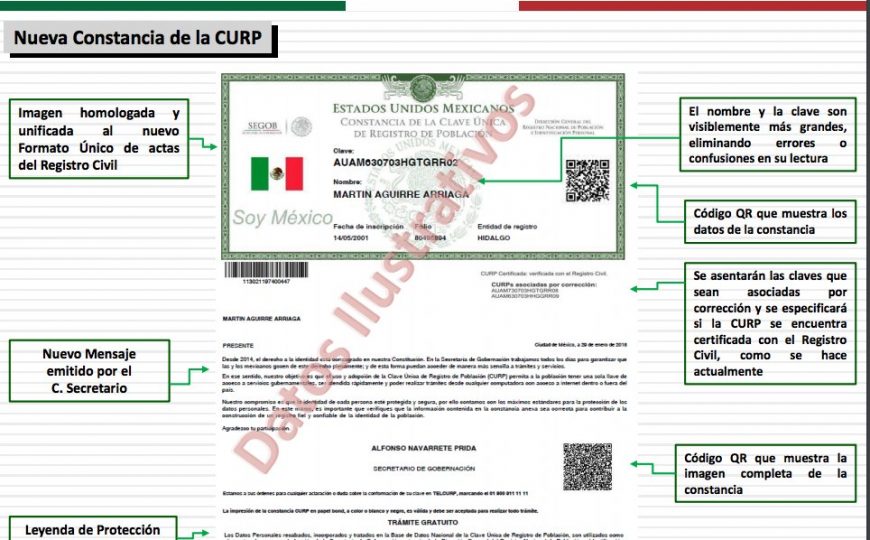 Nueva Constancia de la CURP
Imagen homologada y
unificada al nuevo
Formato Único de actas
del Registro Civil
SEGOB
ESTADOS UNIDOS MEXICANOS
CONSTANCIA DE LA CLAVE ÚNICA
DE REGISTRO DE POBLACIÓN
DIRECCIÓN GENERAL DEL
REGISTRO NACIONAL DE POBLACIÓN
E IDENTIFICACIÓN PERSONAL
Clave:
AUAM630703HGTGRR02
Nombre:
MARTIN AGUIRRE ARRIAGA
Soy México
Fecha de inscripción Folio Entidad de registro
14/05/2001 HIDALGO
El nombre y la clave son
visiblemente más grandes,
eliminando errores o
confusiones en su lectura
Código QR que muestra los
datos de la constancia
113021197400447
CURP Certificada: verificada con el Registro Civil
CURPs asociadas por corrección:
AUAM730703HGTGRR08
AUAM630703HHGGRR09
Se asentarán las claves que
sean asociadas por
corrección y se especificará
si la CURP se encuentra
certificada con el Registro
Civil, como se hace
actualmente
Datos Ilustrativos
MARTIN AGUIRRE ARRIAGA
PRESENTE
Ciudad de México, a 29 de enero de 2018
Nuevo Mensaje
emitido por el
C. Secretario
Desde 2014, el derecho a la identidad está consagrado en nuestra Constitución. En la Secretaría de Gobernación trabajamos todos los días para garantizar que
las y los mexicanos gocen de este derecho plenamente; y de esta forma puedan acceder de manera más sencilla a trámites y servicios.
En ese sentido, nuestro objetivo es que el uso y adopción de la Clave Única de Registro de Población (CURP) permita a la población tener una sola llave de
acceso a servicios gubernamentales, ser atendido rápidamente y poder realizar trámites desde cualquier computadora con acceso a internet dentro o fuera del
país.
Nuestro compromiso es que la identidad de cada persona esté protegida y segura, por ello contamos con los máximos estándares para la protección de los
datos personales. En este marco, es importante que verifiques que la información contenida en la constancia anexa sea correcta para contribuir a la
construcción de un registro fiel y confiable de la identidad de la población.
Agradezco tu participación.
ALFONSO NAVARRETE PRIDA
SECRETARIO DE GOBERNACIÓN
Código QR que muestra la
imagen completa de la
constancia
Estamos a sus órdenes para cualquier aclaración o duda sobre la conformación de su clave en TELCURP, marcando el 01 800 911 11 11
La impresión de la constancia CURP en papel bond, a color o blanco y negro, es válida y debe ser aceptada para realizar todo trámite.
TRÁMITE GRATUITO
Leyenda de Protección
Los Datos Personales recabados, incorporados y tratados en la Base de Datos Nacional de la Clave Única de Registro de Población, son utilizados como